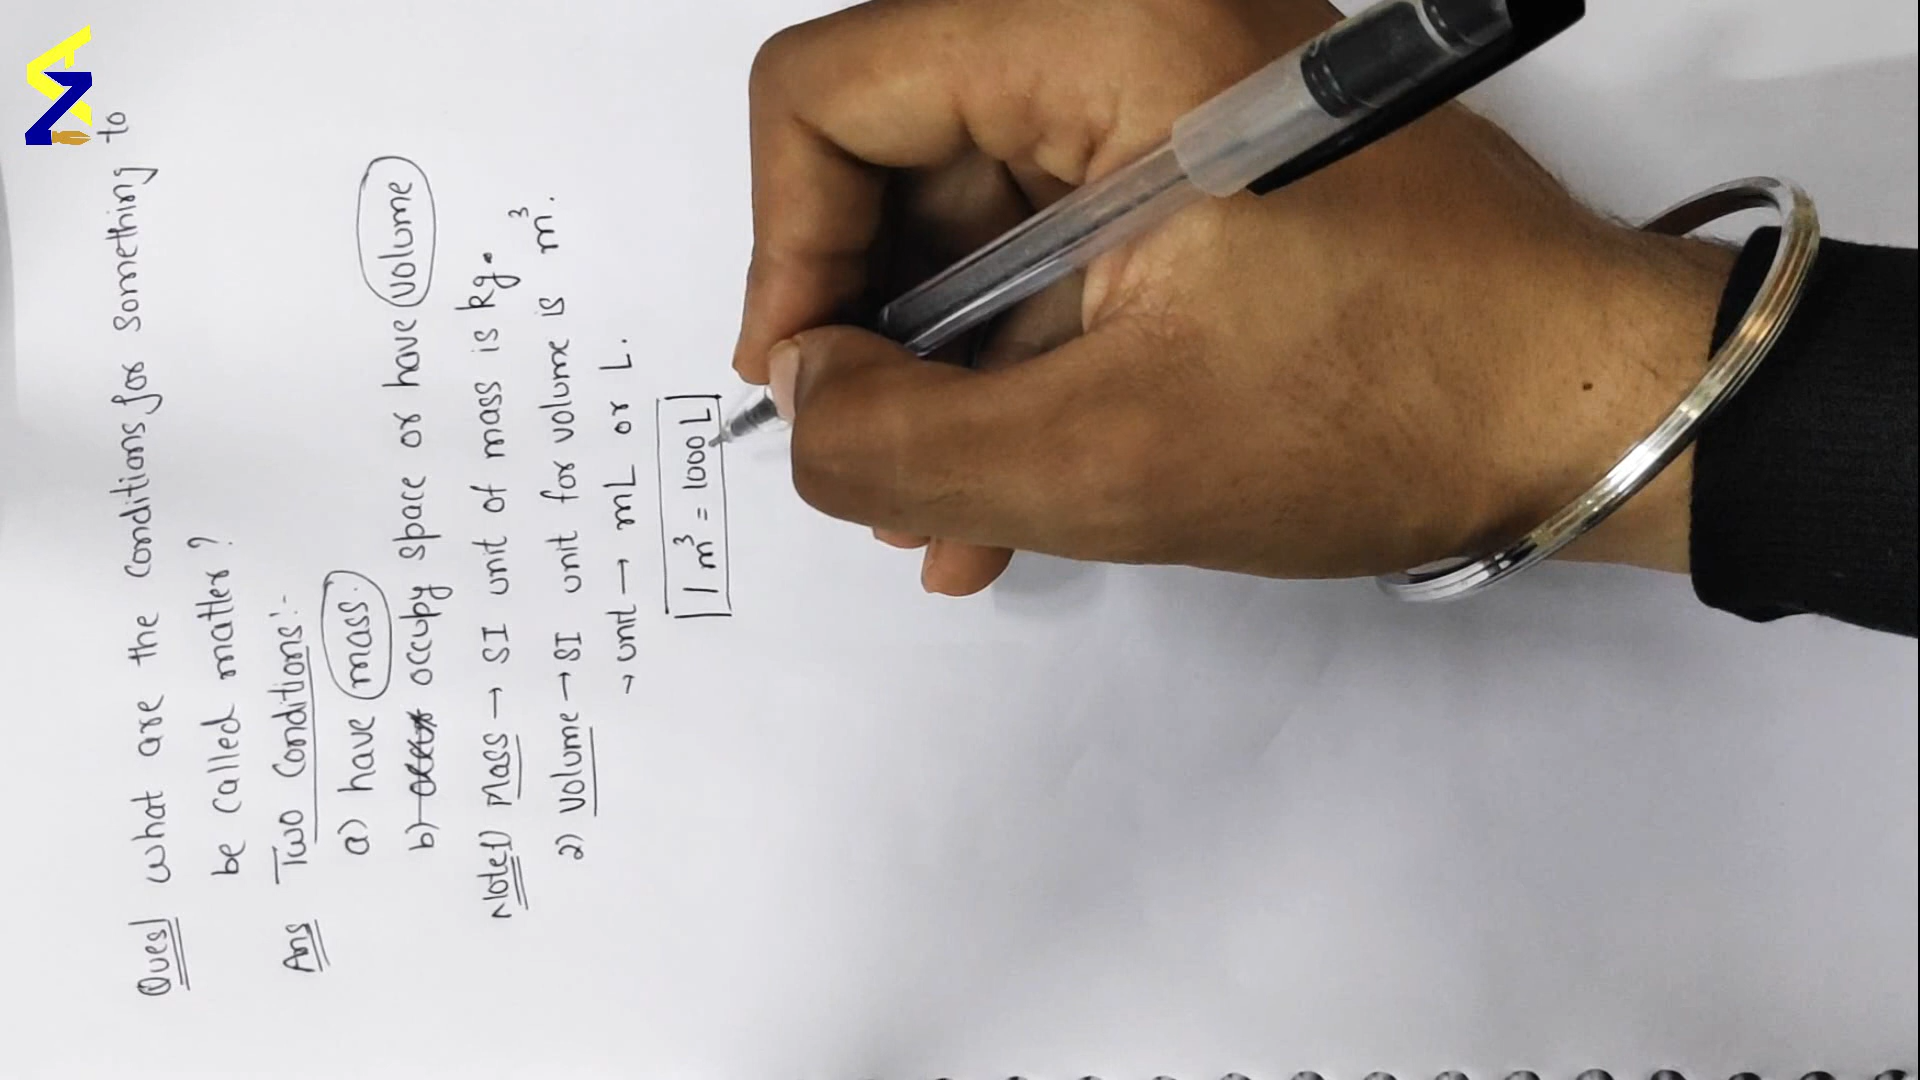 Ques] what are the Conditions for something to
be called matter?
Ans Two Conditions:-
a) have mass.
b) occupy space or have volume
Note 1) Mass → SI unit of mass is kg.
2) Volume → SI unit for volume is m³.
→ unit → mL or L.
1 m³ = 1000 L